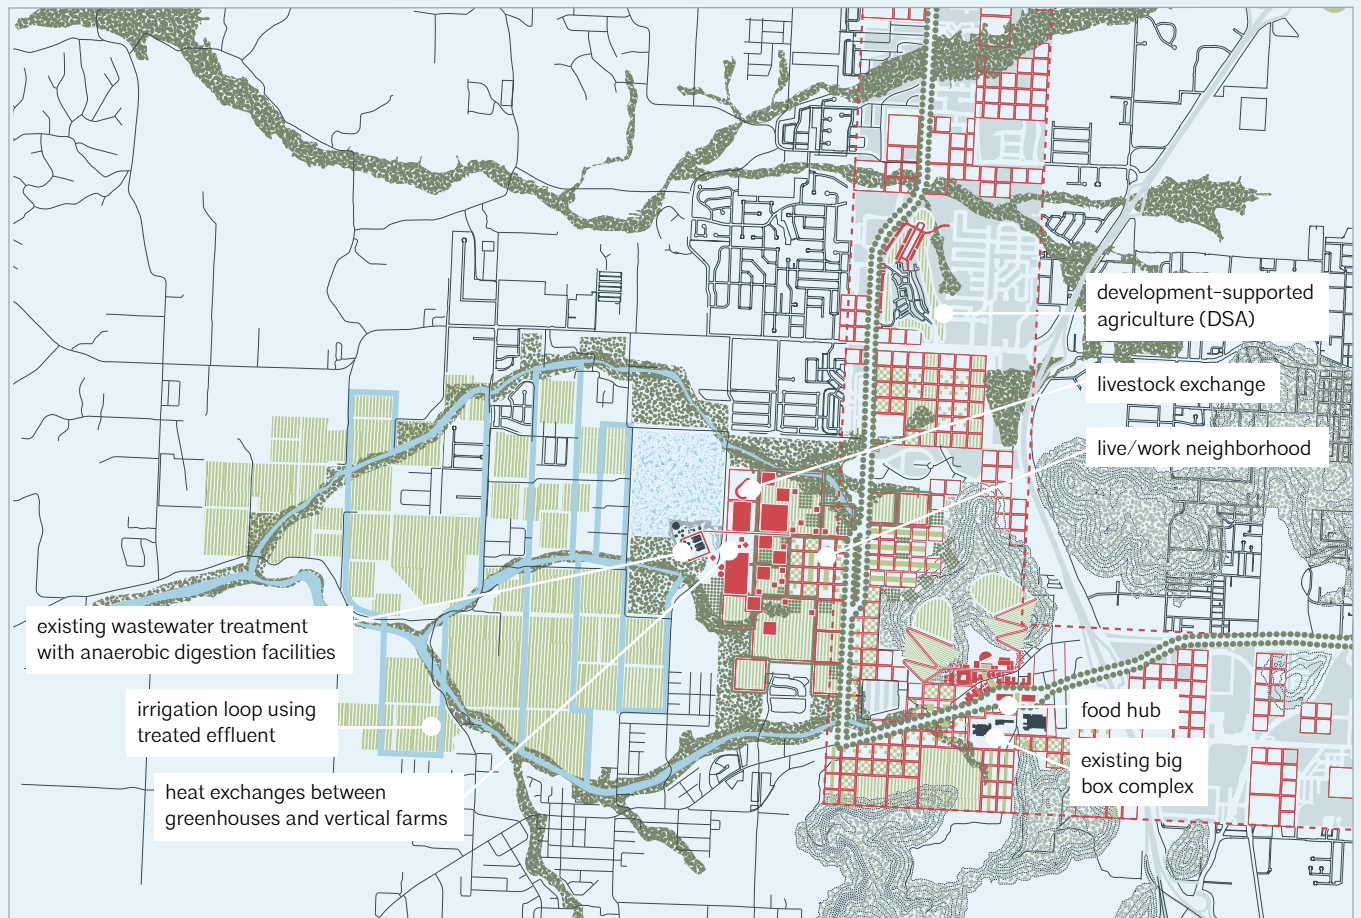 development-supported
agriculture (DSA)
livestock exchange
live/work neighborhood
existing wastewater treatment
with anaerobic digestion facilities
irrigation loop using
treated effluent
food hub
existing big
box complex
heat exchanges between
greenhouses and vertical farms